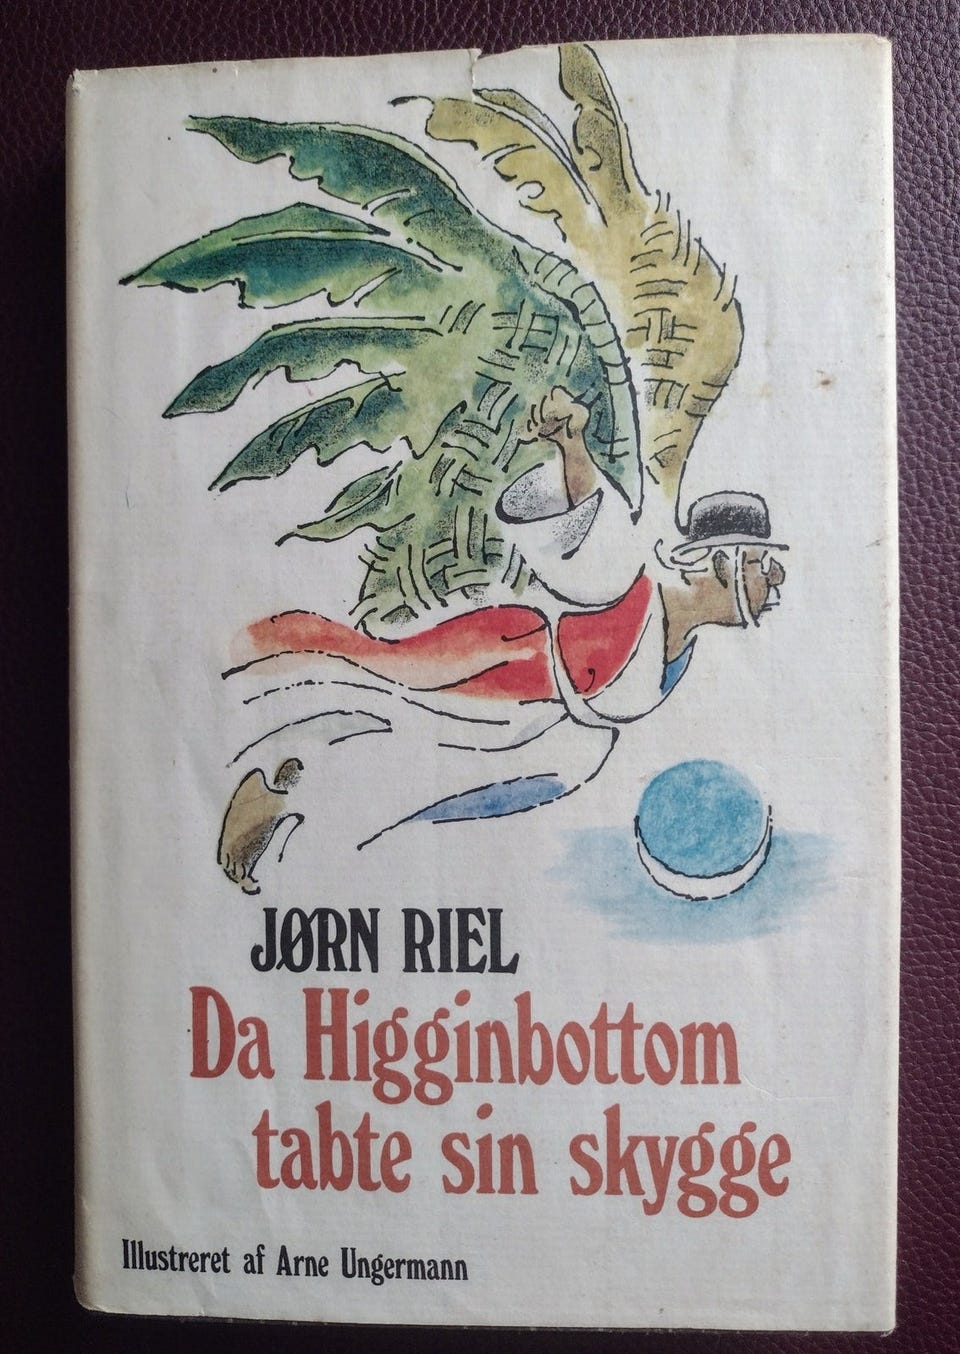 JØRN RIEL
Da Higginbottom
tabte sin skygge
Illustreret af Arne Ungermann